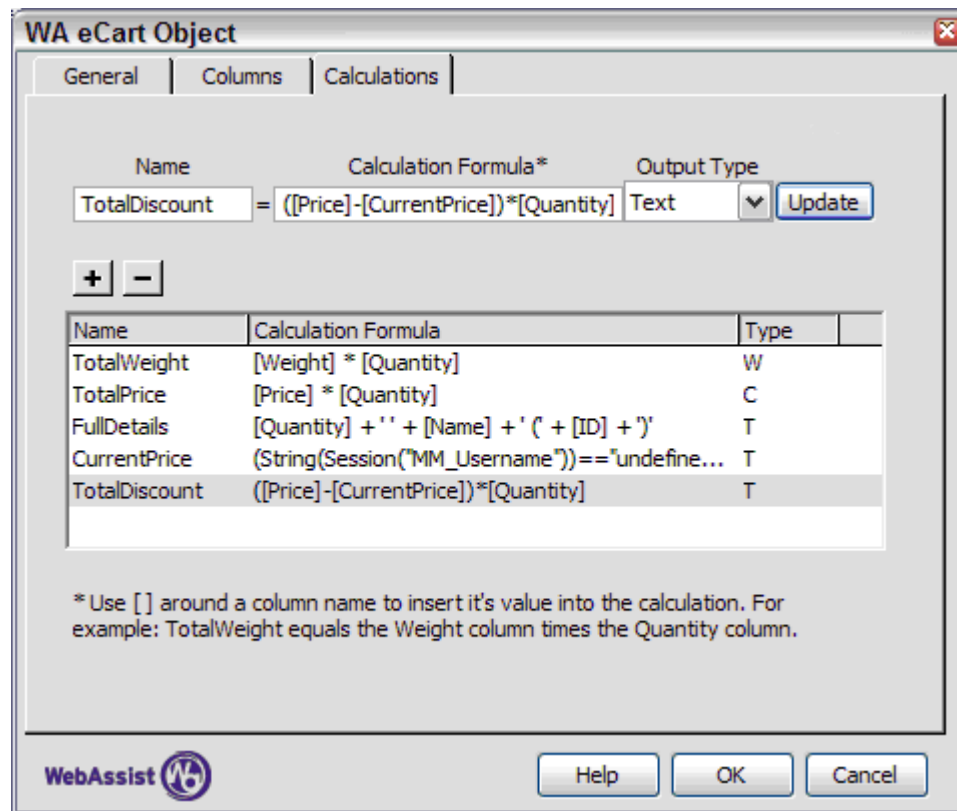 WA eCart Object
General Columns Calculations
Name Calculation Formula* Output Type
TotalDiscount = ([Price]-[CurrentPrice])*[Quantity] Text Update
+ −
Name Calculation Formula Type
TotalWeight [Weight] * [Quantity] W
TotalPrice [Price] * [Quantity] C
FullDetails [Quantity] + ' ' + [Name] + ' (' + [ID] + ')' T
CurrentPrice (String(Session("MM_Username"))=="undefine... T
TotalDiscount ([Price]-[CurrentPrice])*[Quantity] T
* Use [ ] around a column name to insert it's value into the calculation. For
example: TotalWeight equals the Weight column times the Quantity column.
WebAssist Help OK Cancel